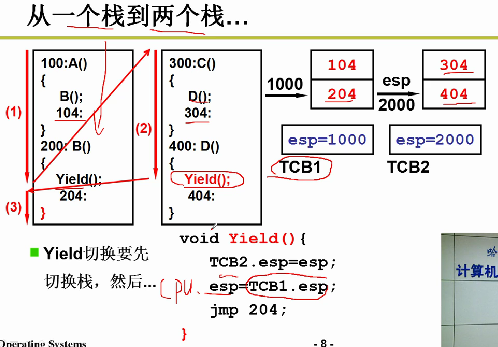 从一个栈到两个栈…
100:A()
{
B();
104:
}
200: B()
{
Yield();
204:
}
(1)
(3)
300:C()
{
D();
304:
}
400: D()
{
Yield();
404:
}
(2)
1000
104
204
esp
2000
304
404
esp=1000
esp=2000
TCB1
TCB2
void Yield(){
TCB2.esp=esp;
esp=TCB1.esp;
jmp 204;
}
CPU
Yield切换要先
切换栈，然后…
哈
计算机
Operating Systems
- 8 -